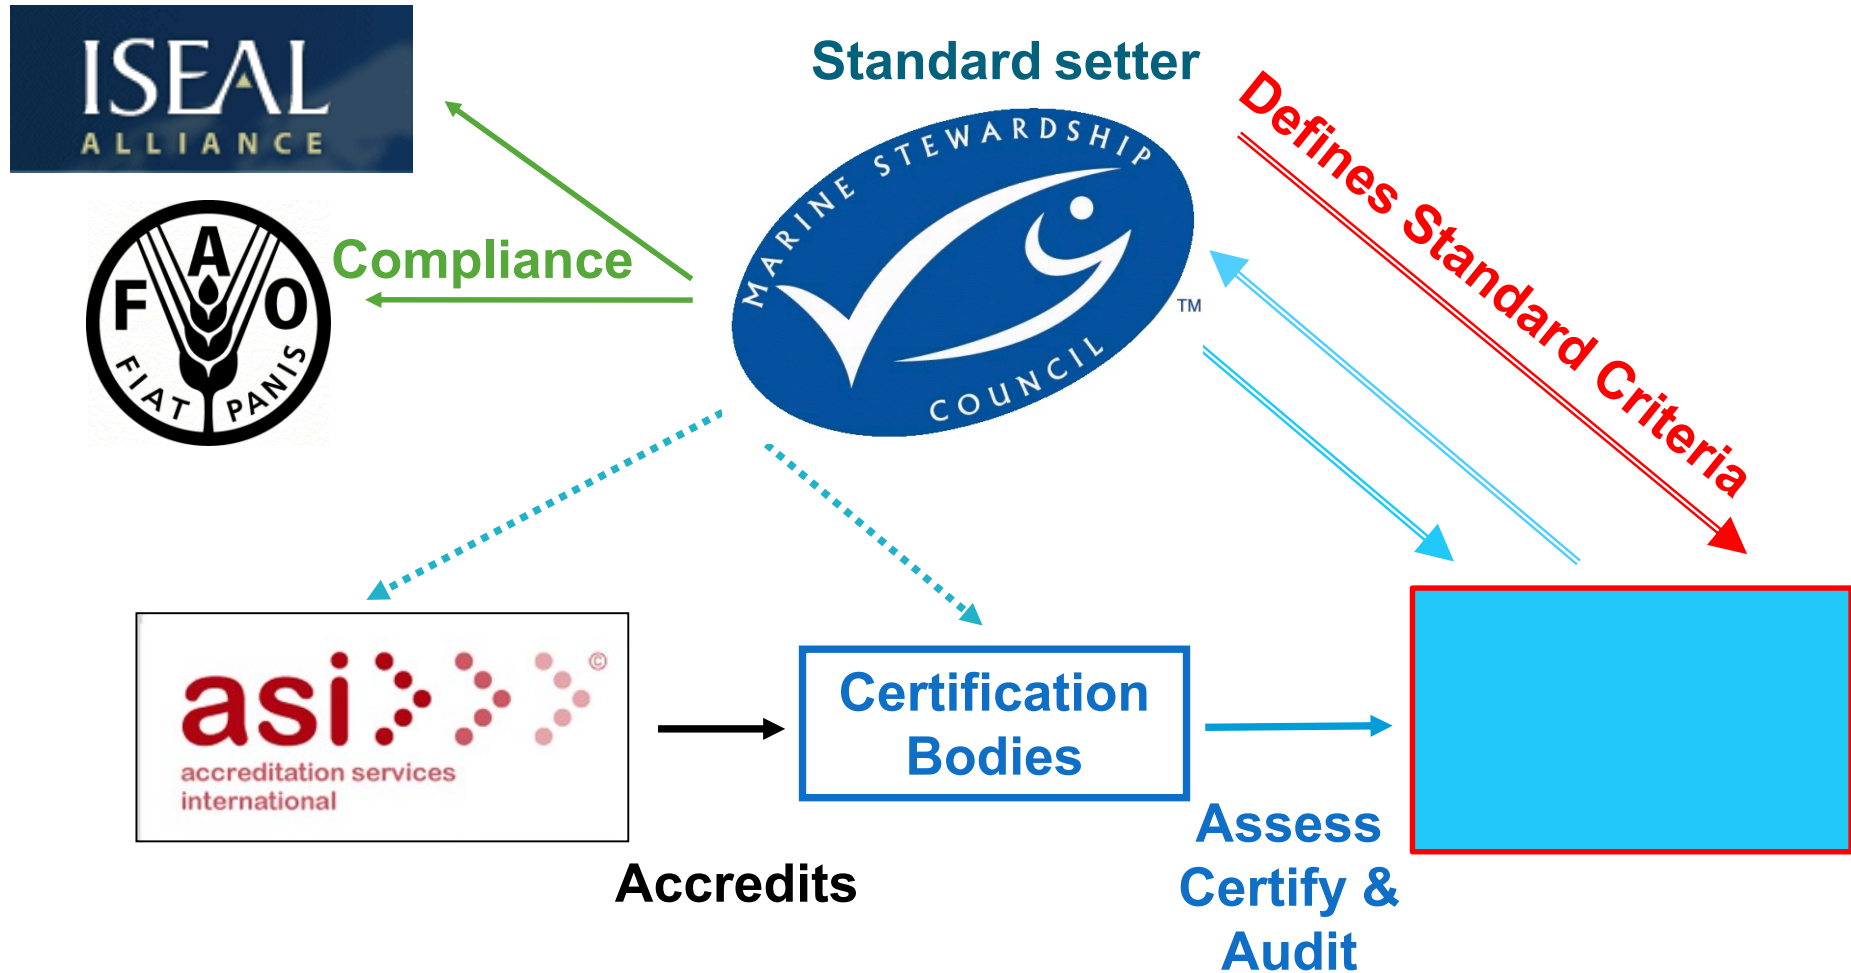 ISEAL
ALLIANCE
Standard setter
Defines Standard Criteria
MARINE STEWARDSHIP
COUNCIL
TM
F A O
FIAT PANIS
Compliance
asi ©
accreditation services
international
Certification
Bodies
Accredits
Assess
Certify &
Audit